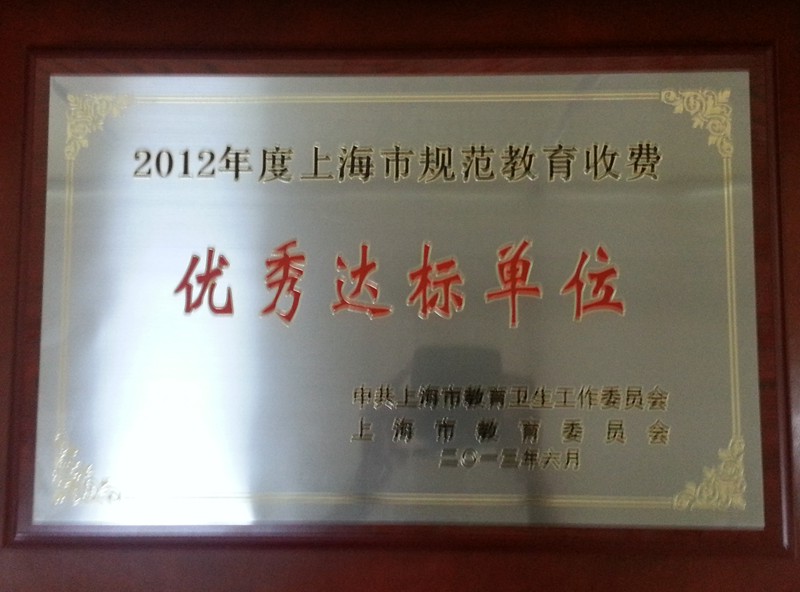 2012年度上海市规范教育收费
优秀达标单位
中共上海市教育卫生工作委员会
上海市教育委员会
二〇一三年六月